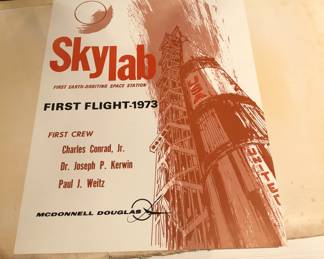 Skylab
FIRST EARTH-ORBITING SPACE STATION
FIRST FLIGHT-1973
FIRST CREW
Charles Conrad, Jr.
Dr. Joseph P. Kerwin
Paul J. Weitz
MCDONNELL DOUGLAS